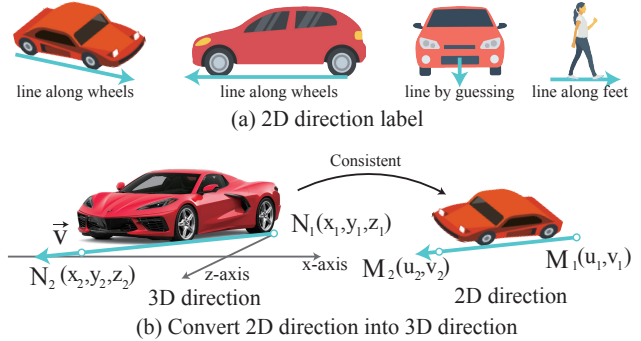 line along wheels
line along wheels
line by guessing
line along feet
(a) 2D direction label
Consistent
V⃗
N₁(x₁,y₁,z₁)
x-axis
z-axis
N₂ (x₂,y₂,z₂)
M₂(u₂,v₂)
M₁(u₁,v₁)
3D direction
2D direction
(b) Convert 2D direction into 3D direction